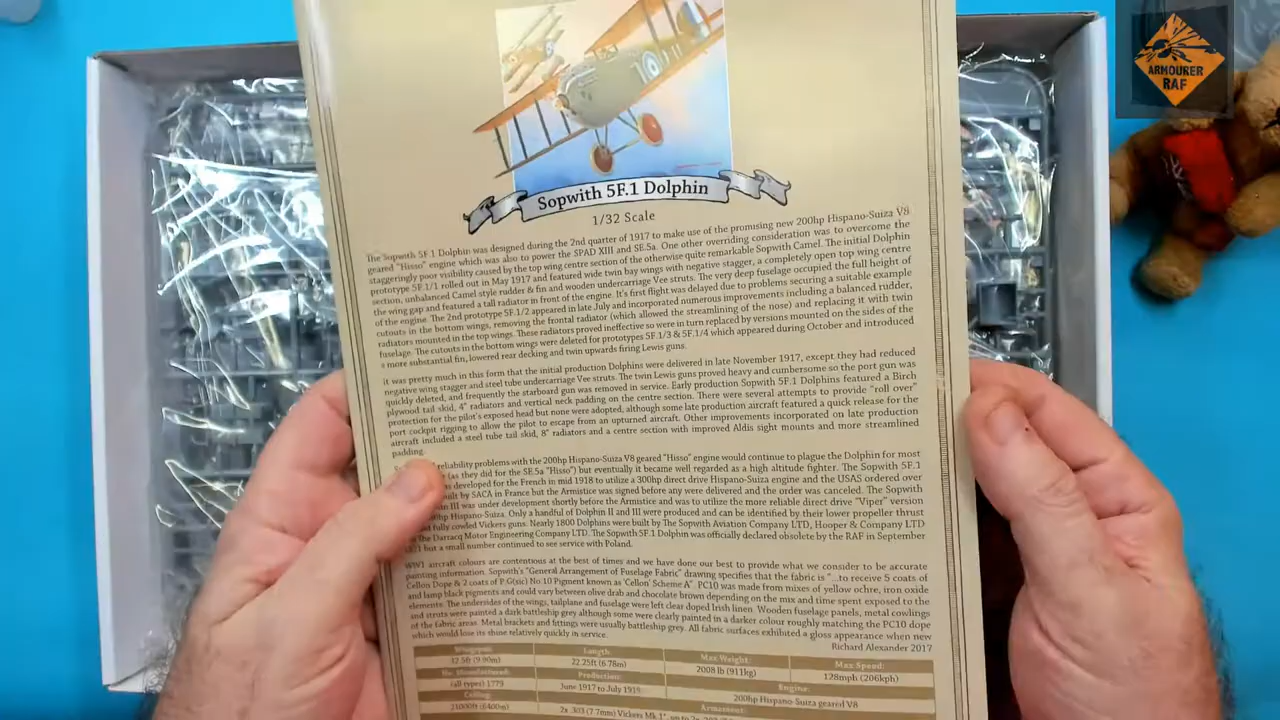 ARMOURER
RAF
Sopwith 5F.1 Dolphin
1/32 Scale
The Sopwith 5F.1 Dolphin was designed during the 2nd quarter of 1917 to make use of the promising new 200hp Hispano-Suiza V8
geared "Hisso" engine which was also to power the SPAD XIII and SE.5a. One other overriding consideration was to overcome the
staggeringly poor visibility caused by the top wing centre section of the otherwise quite remarkable Sopwith Camel. The initial Dolphin
prototype 5F.1/1 rolled out in May 1917 and featured wide twin bay wings with negative stagger, a completely open top wing centre
section, unbalanced Camel style rudder & fin and wooden undercarriage Vee struts. The very deep fuselage occupied the full height of
the wing gap and featured a tall radiator in front of the engine. It's first flight was delayed due to problems securing a suitable example
of the engine. The 2nd prototype 5F.1/2 appeared in late July and incorporated numerous improvements including a balanced rudder,
cutouts in the bottom wings, removing the frontal radiator (which allowed the streamlining of the nose) and replacing it with twin
radiators mounted in the top wings. These radiators proved ineffective so were in turn replaced by versions mounted on the sides of the
fuselage. The cutouts in the bottom wings were deleted for prototypes 5F.1/3 & 5F.1/4 which appeared during October and introduced
a more substantial fin, lowered rear decking and twin upwards firing Lewis guns.
It was pretty much in this form that the initial production Dolphins were delivered in late November 1917, except they had reduced
negative wing stagger and steel tube undercarriage Vee struts. The twin Lewis guns proved heavy and cumbersome so the port gun was
quickly deleted, and frequently the starboard gun was removed in service. Early production Sopwith 5F.1 Dolphins featured a Birch
plywood tail skid, 4" radiators and vertical neck padding on the centre section. There were several attempts to provide "roll over"
protection for the pilot's exposed head but none were adopted, although some late production aircraft featured a quick release for the
port cockpit rigging to allow the pilot to escape from an upturned aircraft. Other improvements incorporated on late production
aircraft included a steel tube tail skid, 8" radiators and a centre section with improved Aldis sight mounts and more streamlined
padding.
reliability problems with the 200hp Hispano-Suiza V8 geared "Hisso" engine would continue to plague the Dolphin for most
(as they did for the SE.5a "Hisso") but eventually it became well regarded as a high altitude fighter. The Sopwith 5F.1
was developed for the French in mid 1918 to utilize a 300hp direct drive Hispano-Suiza engine and the USAS ordered over
built by SACA in France but the Armistice was signed before any were delivered and the order was canceled. The Sopwith
III was under development shortly before the Armistice and was to utilize the more reliable direct drive "Viper" version
Hispano-Suiza. Only a handful of Dolphin II and III were produced and can be identified by their lower propeller thrust
fully cowled Vickers guns. Nearly 1800 Dolphins were built by The Sopwith Aviation Company LTD, Hooper & Company LTD
The Darracq Motor Engineering Company LTD. The Sopwith 5F.1 Dolphin was officially declared obsolete by the RAF in September
1921 but a small number continued to see service with Poland.
WW1 aircraft colours are contentious at the best of times and we have done our best to provide what we consider to be accurate
painting information. Sopwith's "General Arrangement of Fuselage Fabric" drawing specifies that the fabric is "...to receive 5 coats of
Cellon Dope & 2 coats of P.G(sic) No.10 Pigment known as 'Cellon' Scheme A". PC10 was made from mixes of yellow ochre, iron oxide
and lamp black pigments and could vary between olive drab and chocolate brown depending on the mix and time spent exposed to the
elements. The undersides of the wings, tailplane and fuselage were left clear doped Irish linen. Wooden fuselage panels, metal cowlings
and struts were painted a dark battleship grey although some were clearly painted in a darker colour roughly matching the PC10 dope
of the fabric areas. Metal brackets and fittings were usually battleship grey. All fabric surfaces exhibited a gloss appearance when new
which would lose its shine relatively quickly in service.
Richard Alexander 2017
Wingspan: Length: Max Weight: Max Speed:
32.5ft (9.90m) 22.25ft (6.78m) 2008 lb (911kg) 128mph (206kph)
No. Manufactured: Production: Engine:
(all types) 1779 June 1917 to July 1919 200hp Hispano-Suiza geared V8
Ceiling: Armament:
21000ft (6400m) 2x .303 (7.7mm) Vickers Mk 1", up to 2x .303